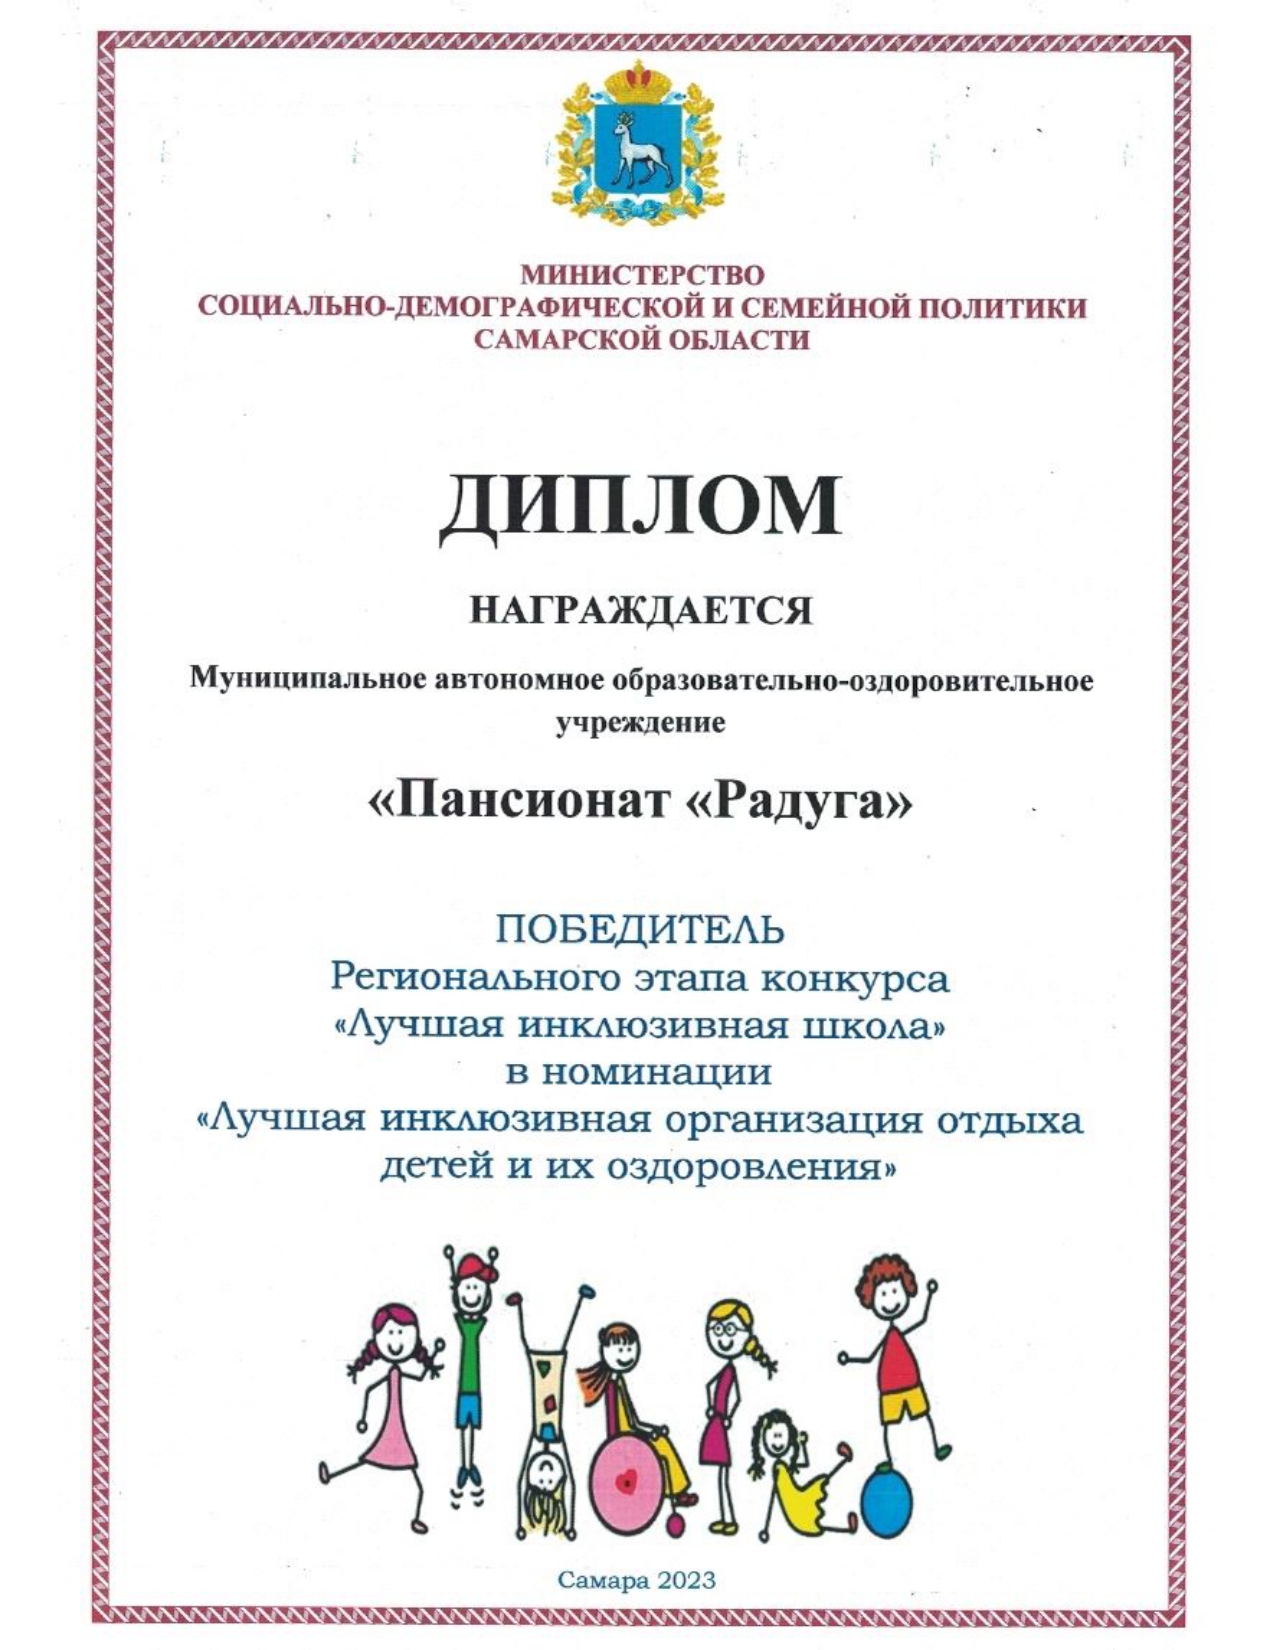 МИНИСТЕРСТВО
СОЦИАЛЬНО-ДЕМОГРАФИЧЕСКОЙ И СЕМЕЙНОЙ ПОЛИТИКИ
САМАРСКОЙ ОБЛАСТИ
ДИПЛОМ
НАГРАЖДАЕТСЯ
Муниципальное автономное образовательно-оздоровительное
учреждение
«Пансионат «Радуга»
ПОБЕДИТЕЛЬ
Регионального этапа конкурса
«Лучшая инклюзивная школа»
в номинации
«Лучшая инклюзивная организация отдыха
детей и их оздоровления»
Самара 2023